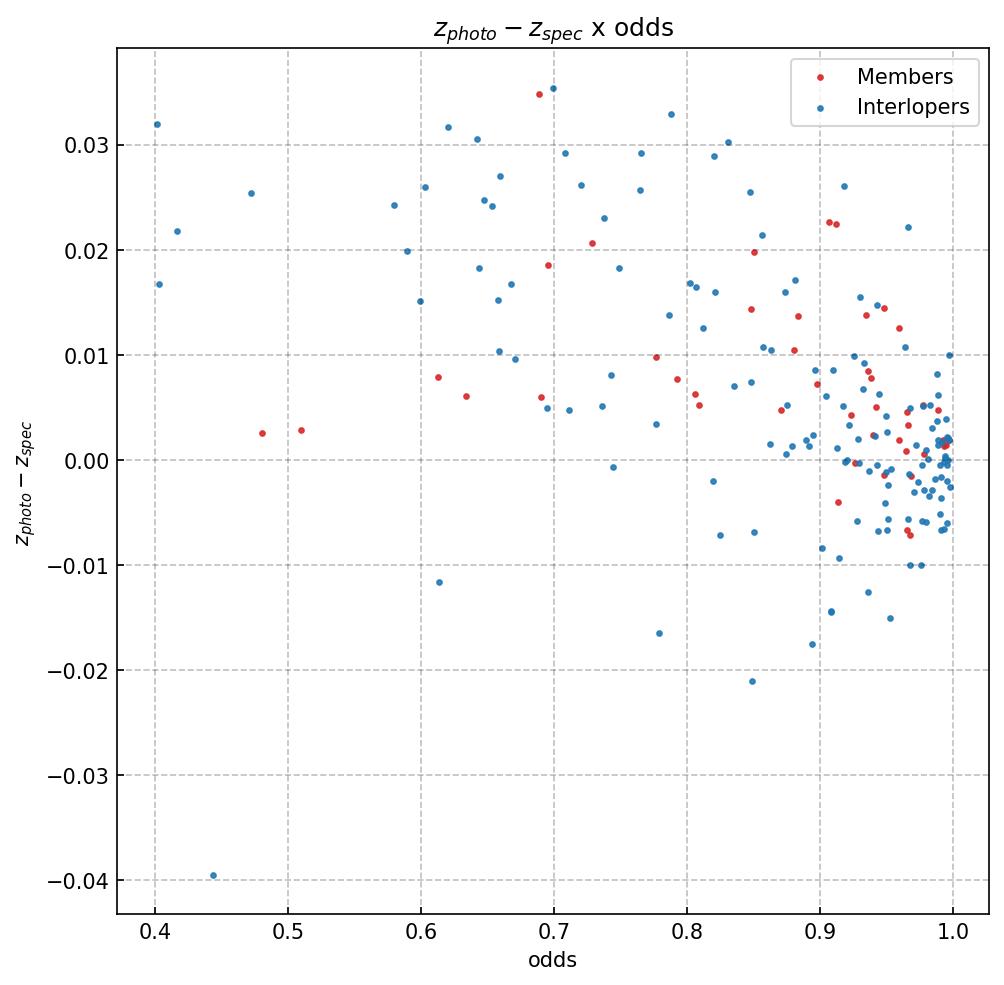 z_photo − z_spec x odds
Members
Interlopers
0.03
0.02
0.01
0.00
−0.01
−0.02
−0.03
−0.04
z_photo − z_spec
0.4 0.5 0.6 0.7 0.8 0.9 1.0
odds